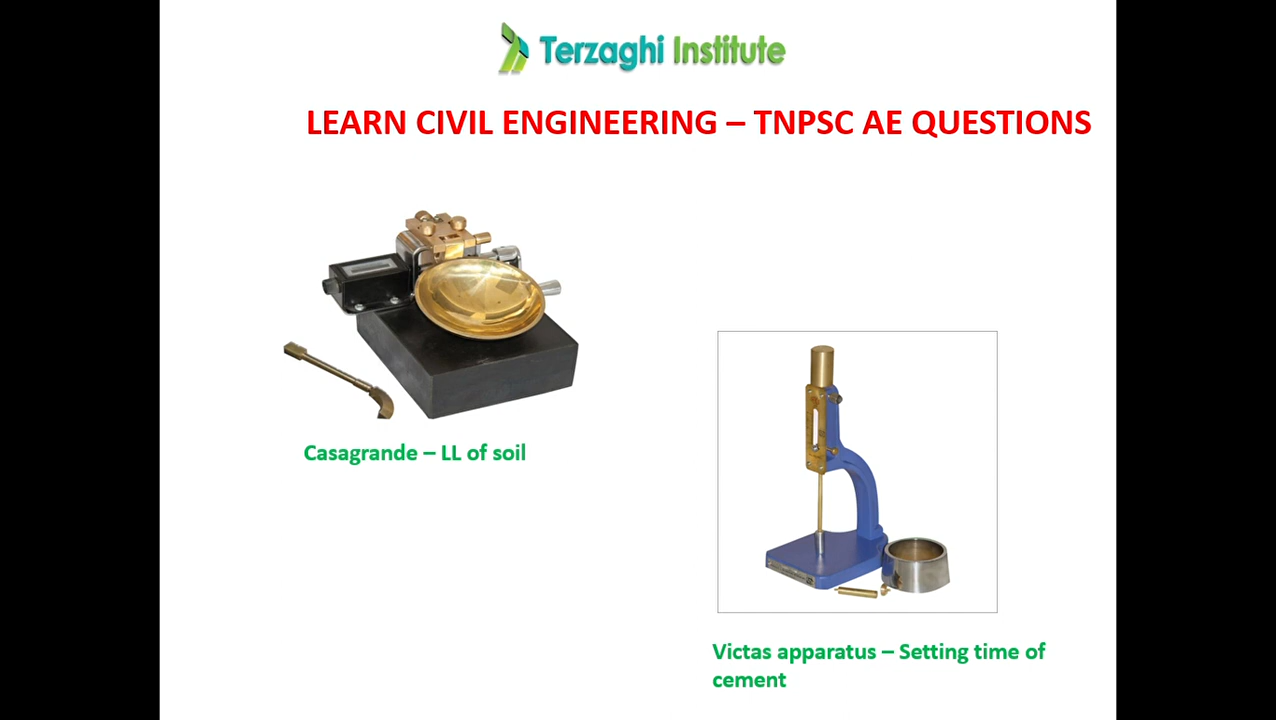 Terzaghi Institute
LEARN CIVIL ENGINEERING – TNPSC AE QUESTIONS
Casagrande – LL of soil
Victas apparatus – Setting time of
cement